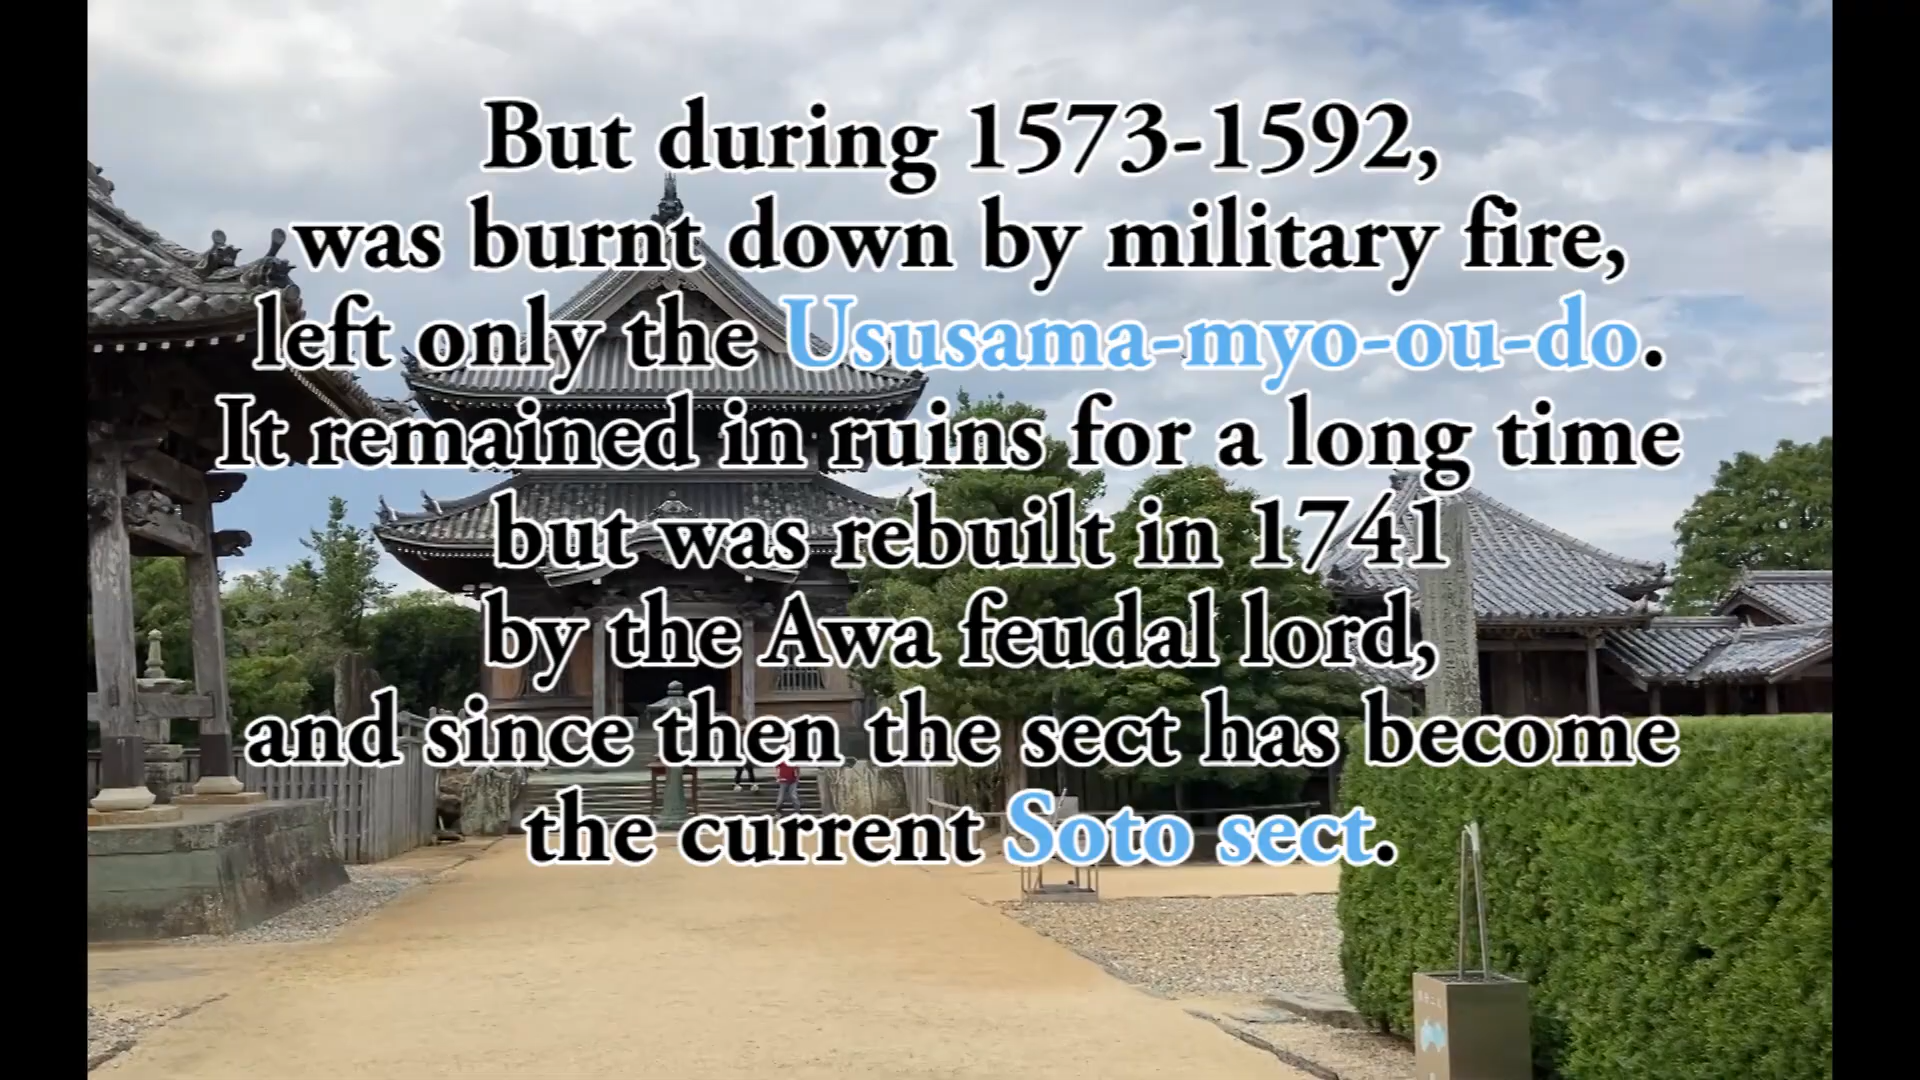 But during 1573-1592,
was burnt down by military fire,
left only the Ususama-myo-ou-do.
It remained in ruins for a long time
but was rebuilt in 1741
by the Awa feudal lord,
and since then the sect has become
the current Soto sect.